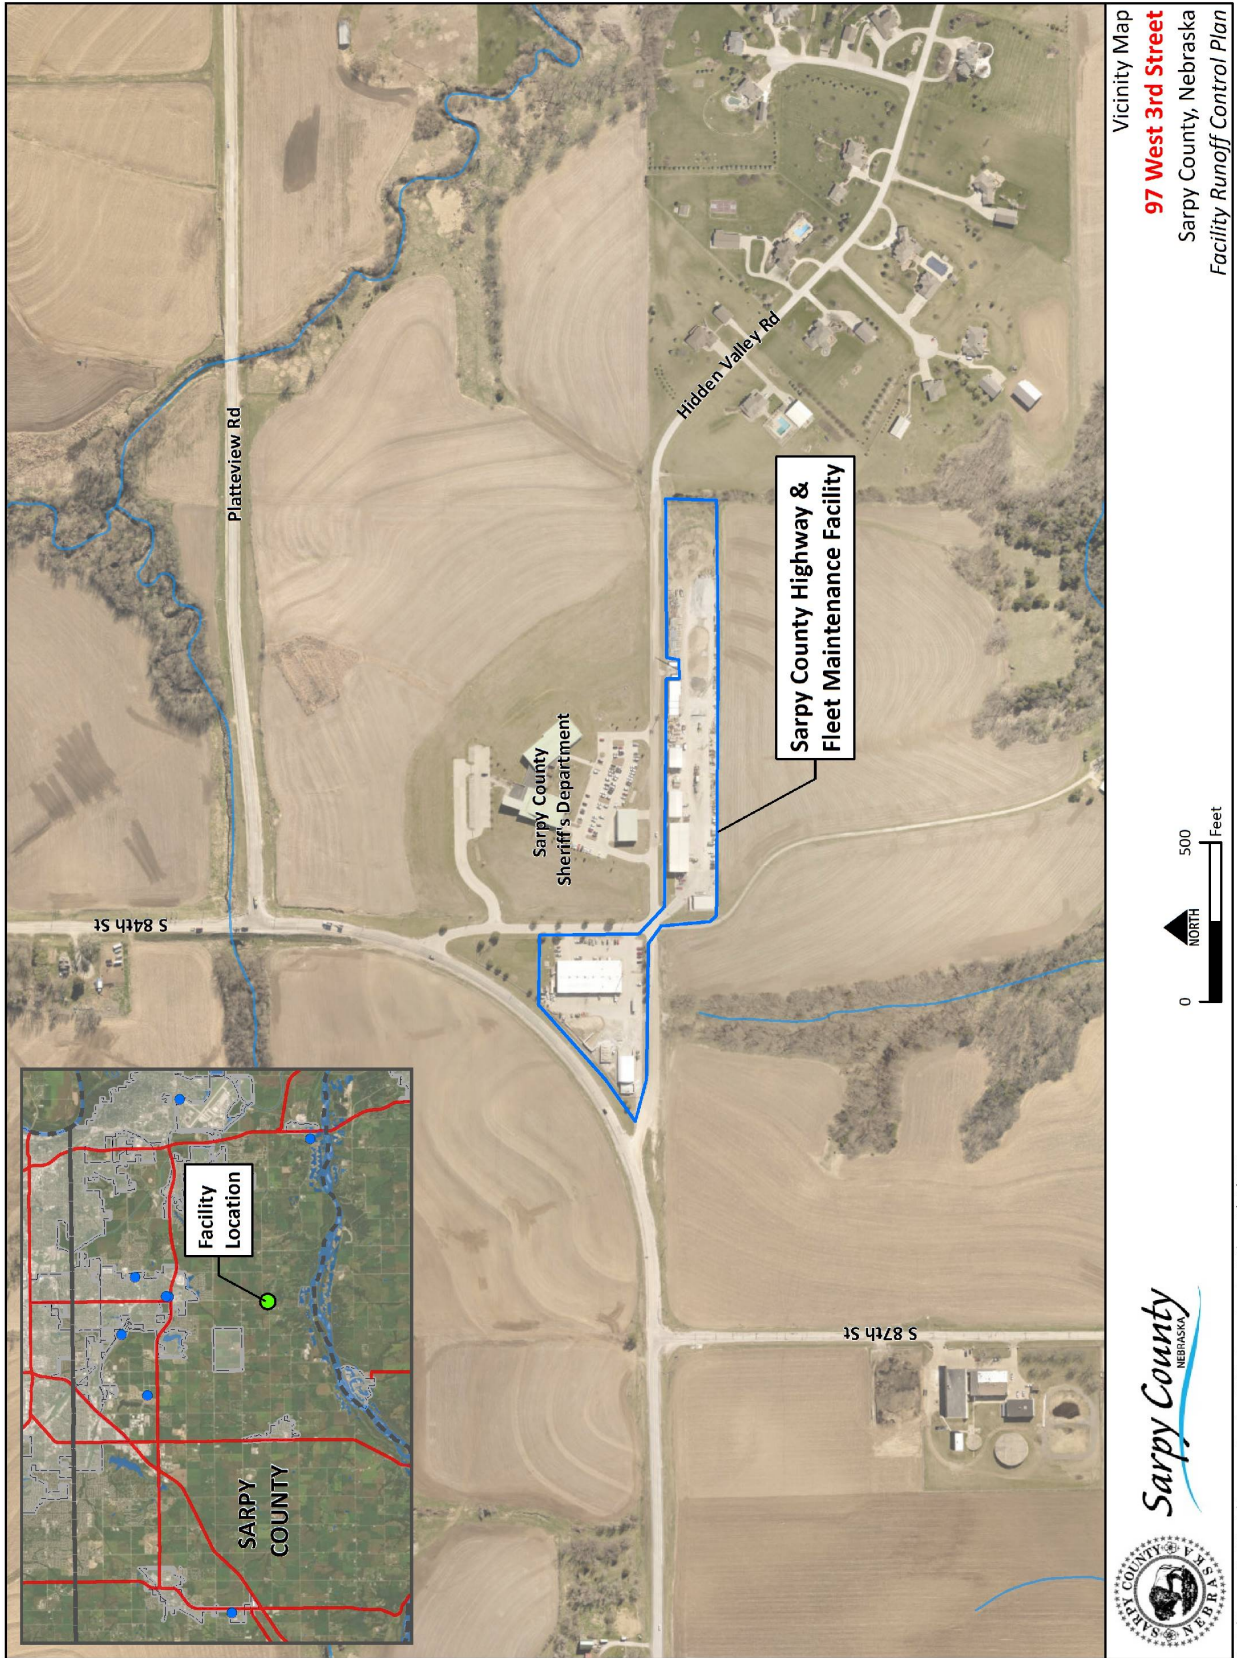 SARPY
COUNTY
Facility
Location
S 84th St
Platteview Rd
Sarpy County
Sheriff's Department
Hidden Valley Rd
Sarpy County Highway &
Fleet Maintenance Facility
S 87th St
SARPY COUNTY
NEBRASKA
Sarpy County
NEBRASKA
NORTH
0 500
Feet
Vicinity Map
97 West 3rd Street
Sarpy County, Nebraska
Facility Runoff Control Plan